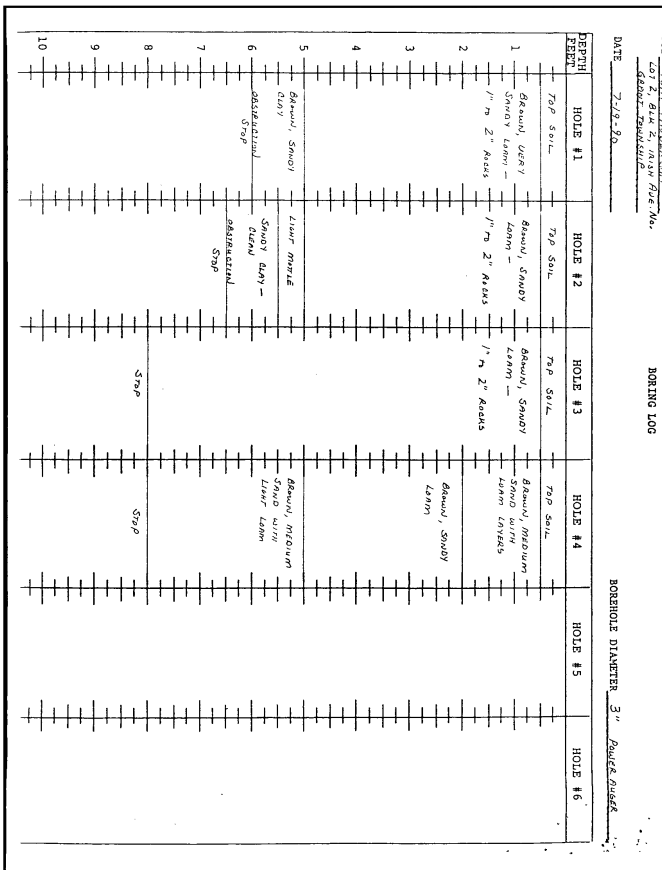 LOT 2, BLK 2, IRISH AVE. NO.
GRANT TOWNSHIP
BORING LOG
DATE 7-19-90
BOREHOLE DIAMETER 3" POWER AUGER
DEPTH FEET
HOLE #1
HOLE #2
HOLE #3
HOLE #4
HOLE #5
HOLE #6
1
2
3
4
5
6
7
8
9
10
TOP SOIL
BROWN, VERY
SANDY LOAM -
1" TO 2" ROCKS
BROWN, SANDY
CLAY
OBSTRUCTION
STOP
TOP SOIL
BROWN, SANDY
LOAM -
1" TO 2" ROCKS
LIGHT MOTTLE
SANDY CLAY -
CLEAN
OBSTRUCTION
STOP
TOP SOIL
BROWN, SANDY
LOAM -
1" TO 2" ROCKS
STOP
TOP SOIL
BROWN, MEDIUM
SAND WITH
LOAM LAYERS
BROWN, SANDY
LOAM
BROWN, MEDIUM
SAND WITH
LIGHT LOAM
STOP